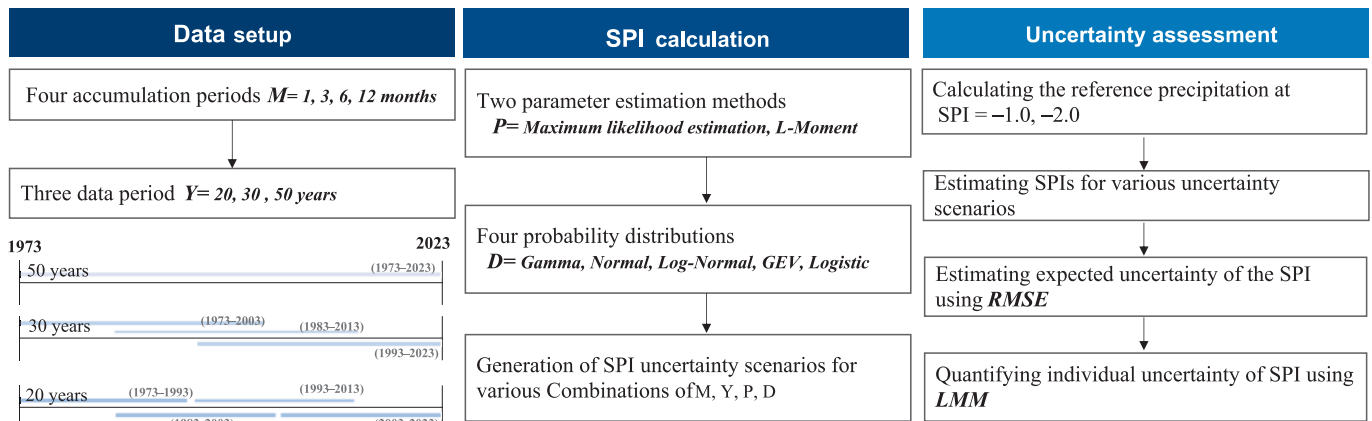 Data setup
Four accumulation periods M= 1, 3, 6, 12 months
Three data period Y= 20, 30 , 50 years
1973
2023
50 years
(1973–2023)
30 years
(1973–2003)
(1983–2013)
(1993–2023)
20 years
(1973–1993)
(1993–2013)
SPI calculation
Two parameter estimation methods
P= Maximum likelihood estimation, L-Moment
Four probability distributions
D= Gamma, Normal, Log-Normal, GEV, Logistic
Generation of SPI uncertainty scenarios for
various Combinations of M, Y, P, D
Uncertainty assessment
Calculating the reference precipitation at
SPI = −1.0, −2.0
Estimating SPIs for various uncertainty
scenarios
Estimating expected uncertainty of the SPI
using RMSE
Quantifying individual uncertainty of SPI using
LMM